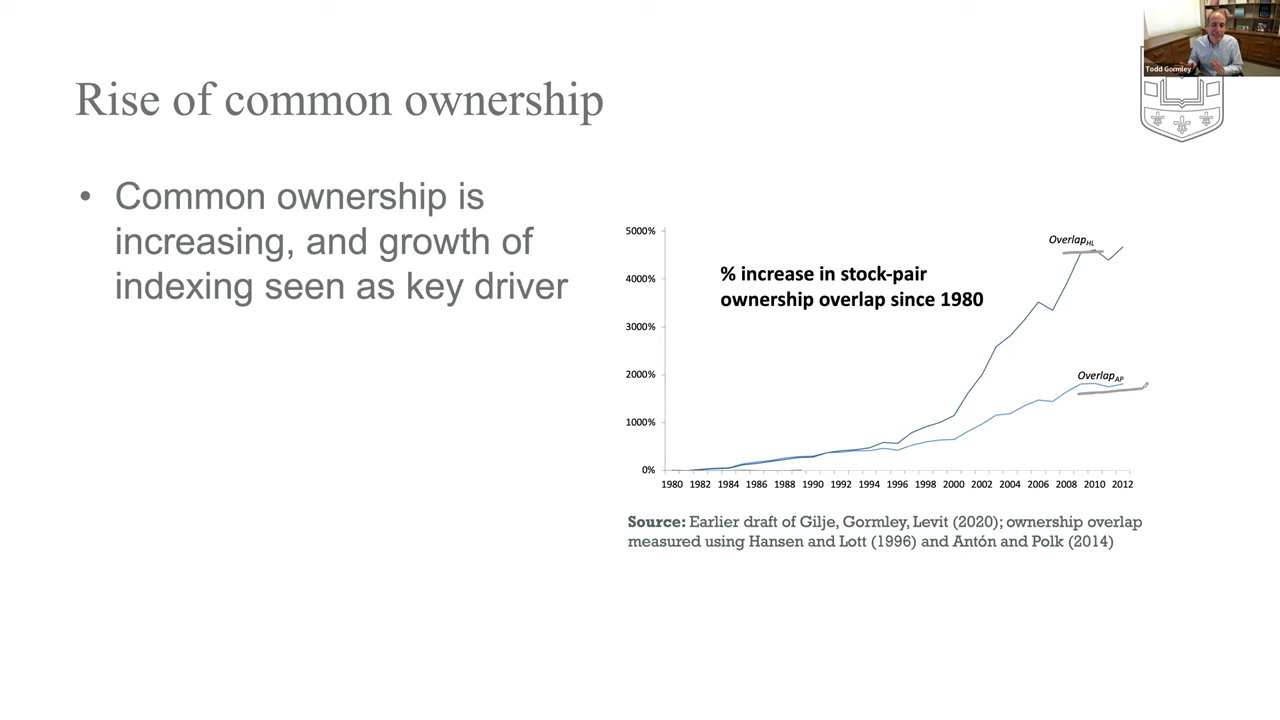 Todd Gormley
Rise of common ownership
• Common ownership is
increasing, and growth of
indexing seen as key driver
5000%
4000%
3000%
2000%
1000%
0%
% increase in stock-pair
ownership overlap since 1980
OverlapHL
OverlapAP
1980 1982 1984 1986 1988 1990 1992 1994 1996 1998 2000 2002 2004 2006 2008 2010 2012
Source: Earlier draft of Gilje, Gormley, Levit (2020); ownership overlap
measured using Hansen and Lott (1996) and Antón and Polk (2014)